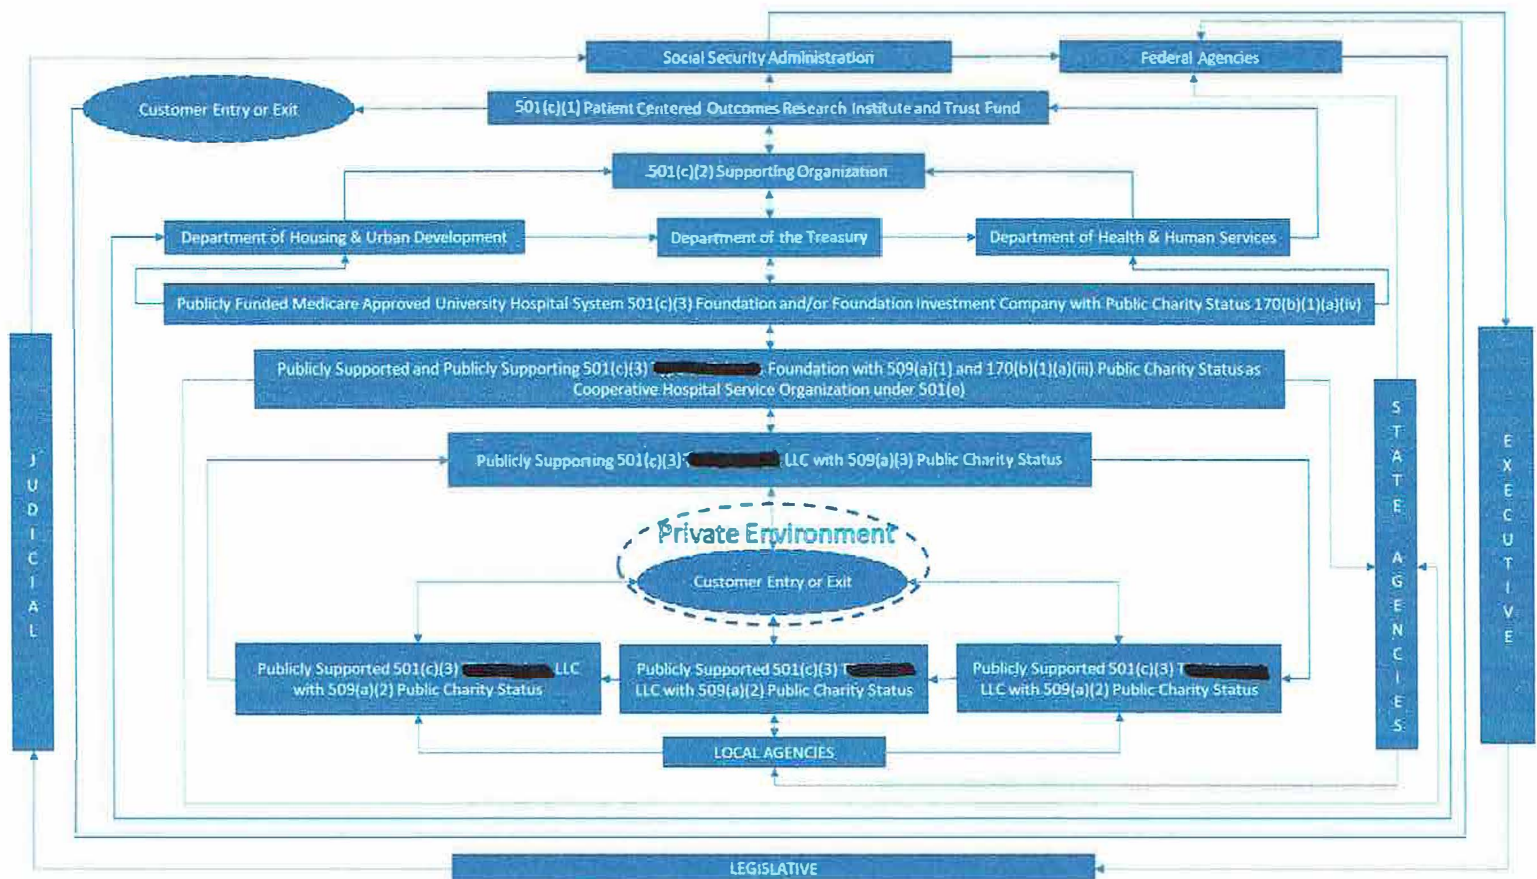 Social Security Administration
Federal Agencies
Customer Entry or Exit
501(c)(1) Patient Centered Outcomes Research Institute and Trust Fund
501(c)(2) Supporting Organization
Department of Housing & Urban Development
Department of the Treasury
Department of Health & Human Services
Publicly Funded Medicare Approved University Hospital System 501(c)(3) Foundation and/or Foundation Investment Company with Public Charity Status 170(b)(1)(a)(iv)
Publicly Supported and Publicly Supporting 501(c)(3) Foundation with 509(a)(1) and 170(b)(1)(a)(iii) Public Charity Status as
Cooperative Hospital Service Organization under 501(e)
Publicly Supporting 501(c)(3) LLC with 509(a)(3) Public Charity Status
Private Environment
Customer Entry or Exit
Publicly Supported 501(c)(3) LLC
with 509(a)(2) Public Charity Status
Publicly Supported 501(c)(3) T
LLC with 509(a)(2) Public Charity Status
Publicly Supported 501(c)(3) T
LLC with 509(a)(2) Public Charity Status
LOCAL AGENCIES
JUDICIAL
STATE AGENCIES
EXECUTIVE
LEGISLATIVE